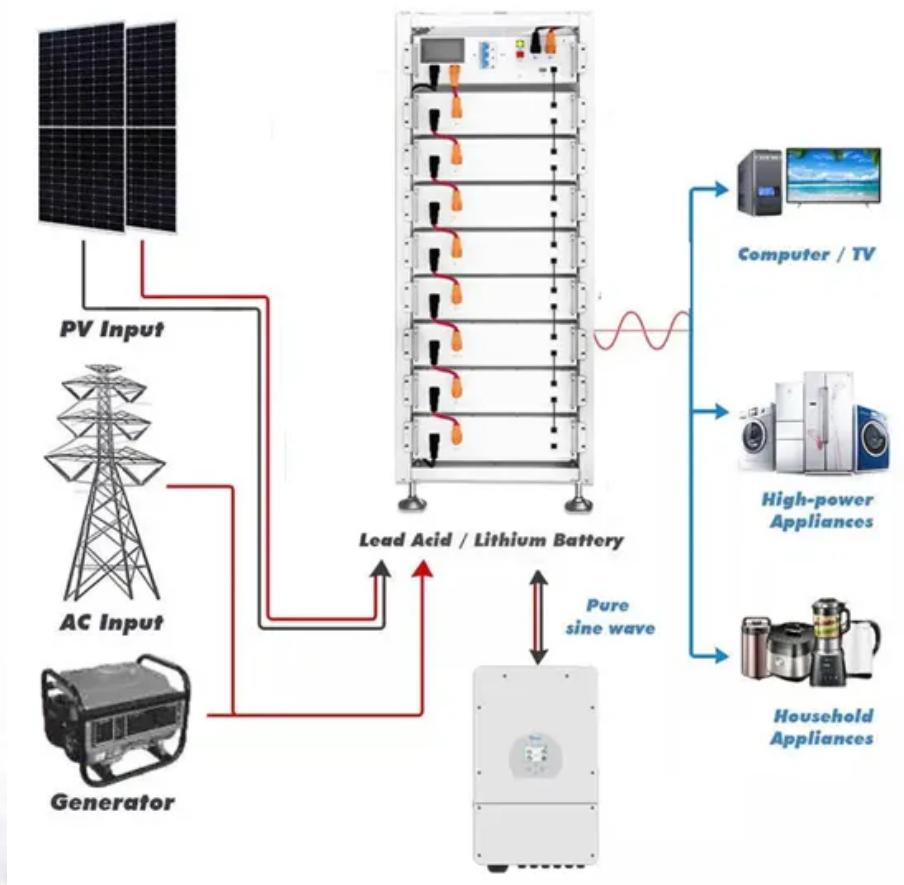 Computer / TV
PV Input
High-power
Appliances
Lead Acid / Lithium Battery
AC Input
Pure
sine wave
Household
Appliances
Generator